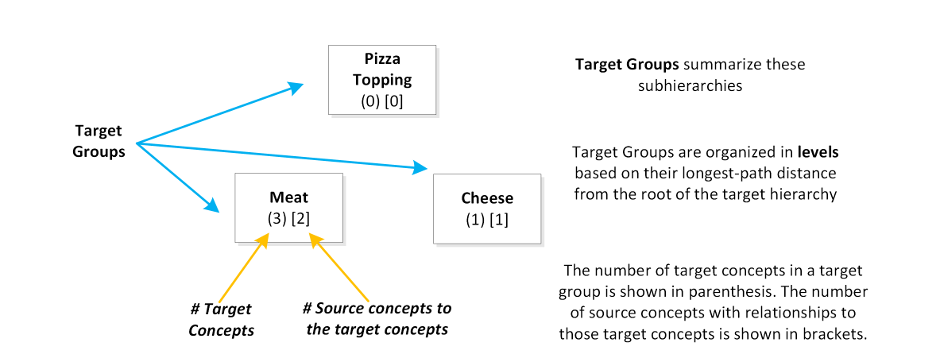 Pizza
Topping
(0) [0]
Target Groups summarize these
subhierarchies
Target
Groups
Target Groups are organized in levels
based on their longest-path distance
from the root of the target hierarchy
Meat
(3) [2]
Cheese
(1) [1]
# Target
Concepts
# Source concepts to
the target concepts
The number of target concepts in a target
group is shown in parenthesis. The number
of source concepts with relationships to
those target concepts is shown in brackets.